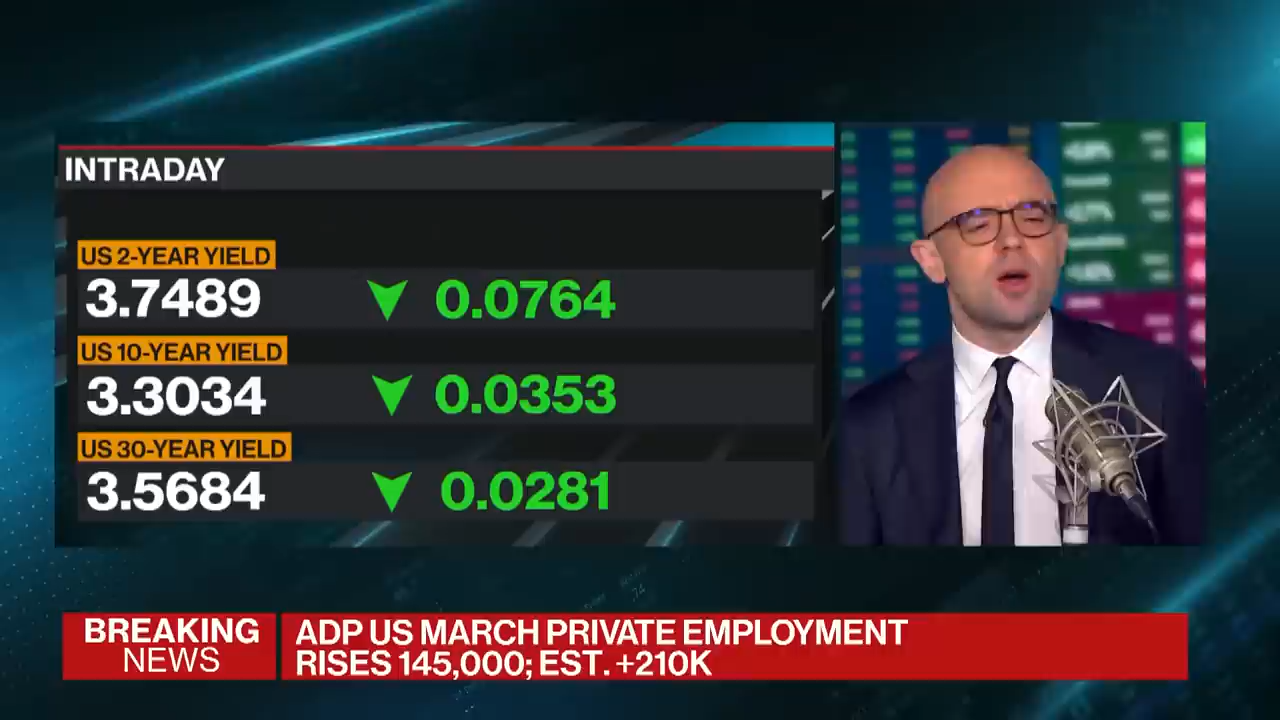 INTRADAY
US 2-YEAR YIELD
3.7489 0.0764
US 10-YEAR YIELD
3.3034 0.0353
US 30-YEAR YIELD
3.5684 0.0281
BREAKING NEWS
ADP US MARCH PRIVATE EMPLOYMENT
RISES 145,000; EST. +210K